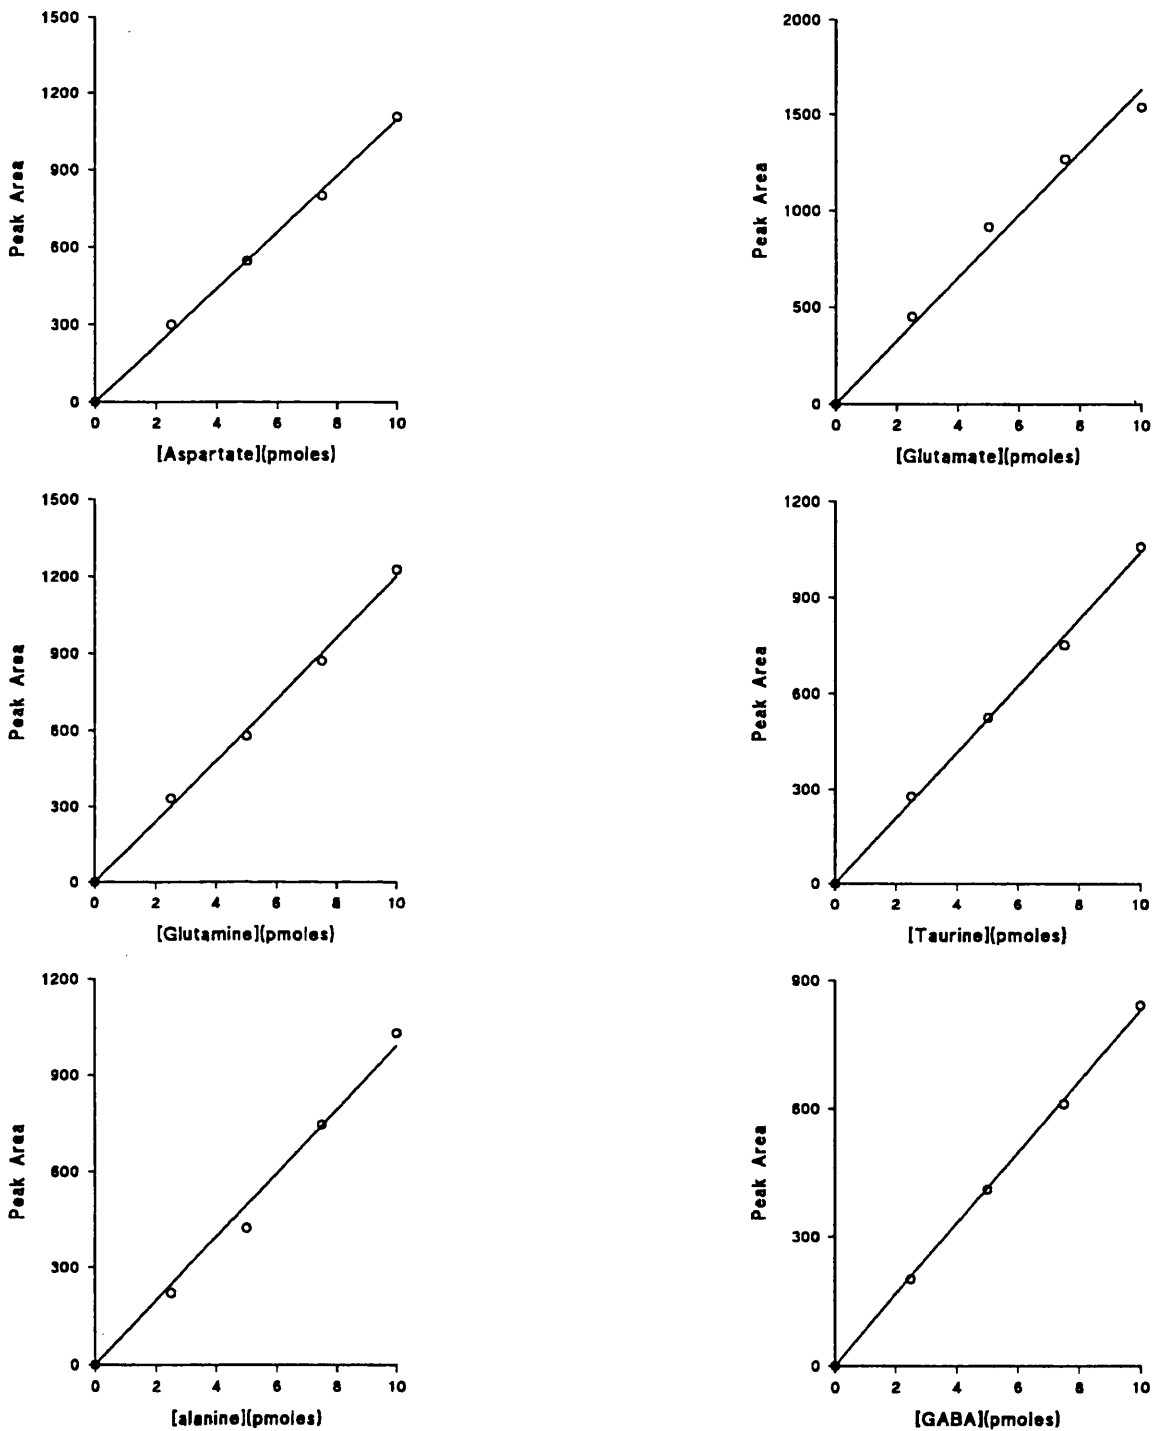 1500
1200
900
600
300
0
Peak Area
0 2 4 6 8 10
[Aspartate](pmoles)
2000
1500
1000
500
0
Peak Area
0 2 4 6 8 10
[Glutamate](pmoles)
1500
1200
900
600
300
0
Peak Area
0 2 4 6 8 10
[Glutamine](pmoles)
1200
900
600
300
0
Peak Area
0 2 4 6 8 10
[Taurine](pmoles)
1200
900
600
300
0
Peak Area
0 2 4 6 8 10
[alanine](pmoles)
900
600
300
0
Peak Area
0 2 4 6 8 10
[GABA](pmoles)